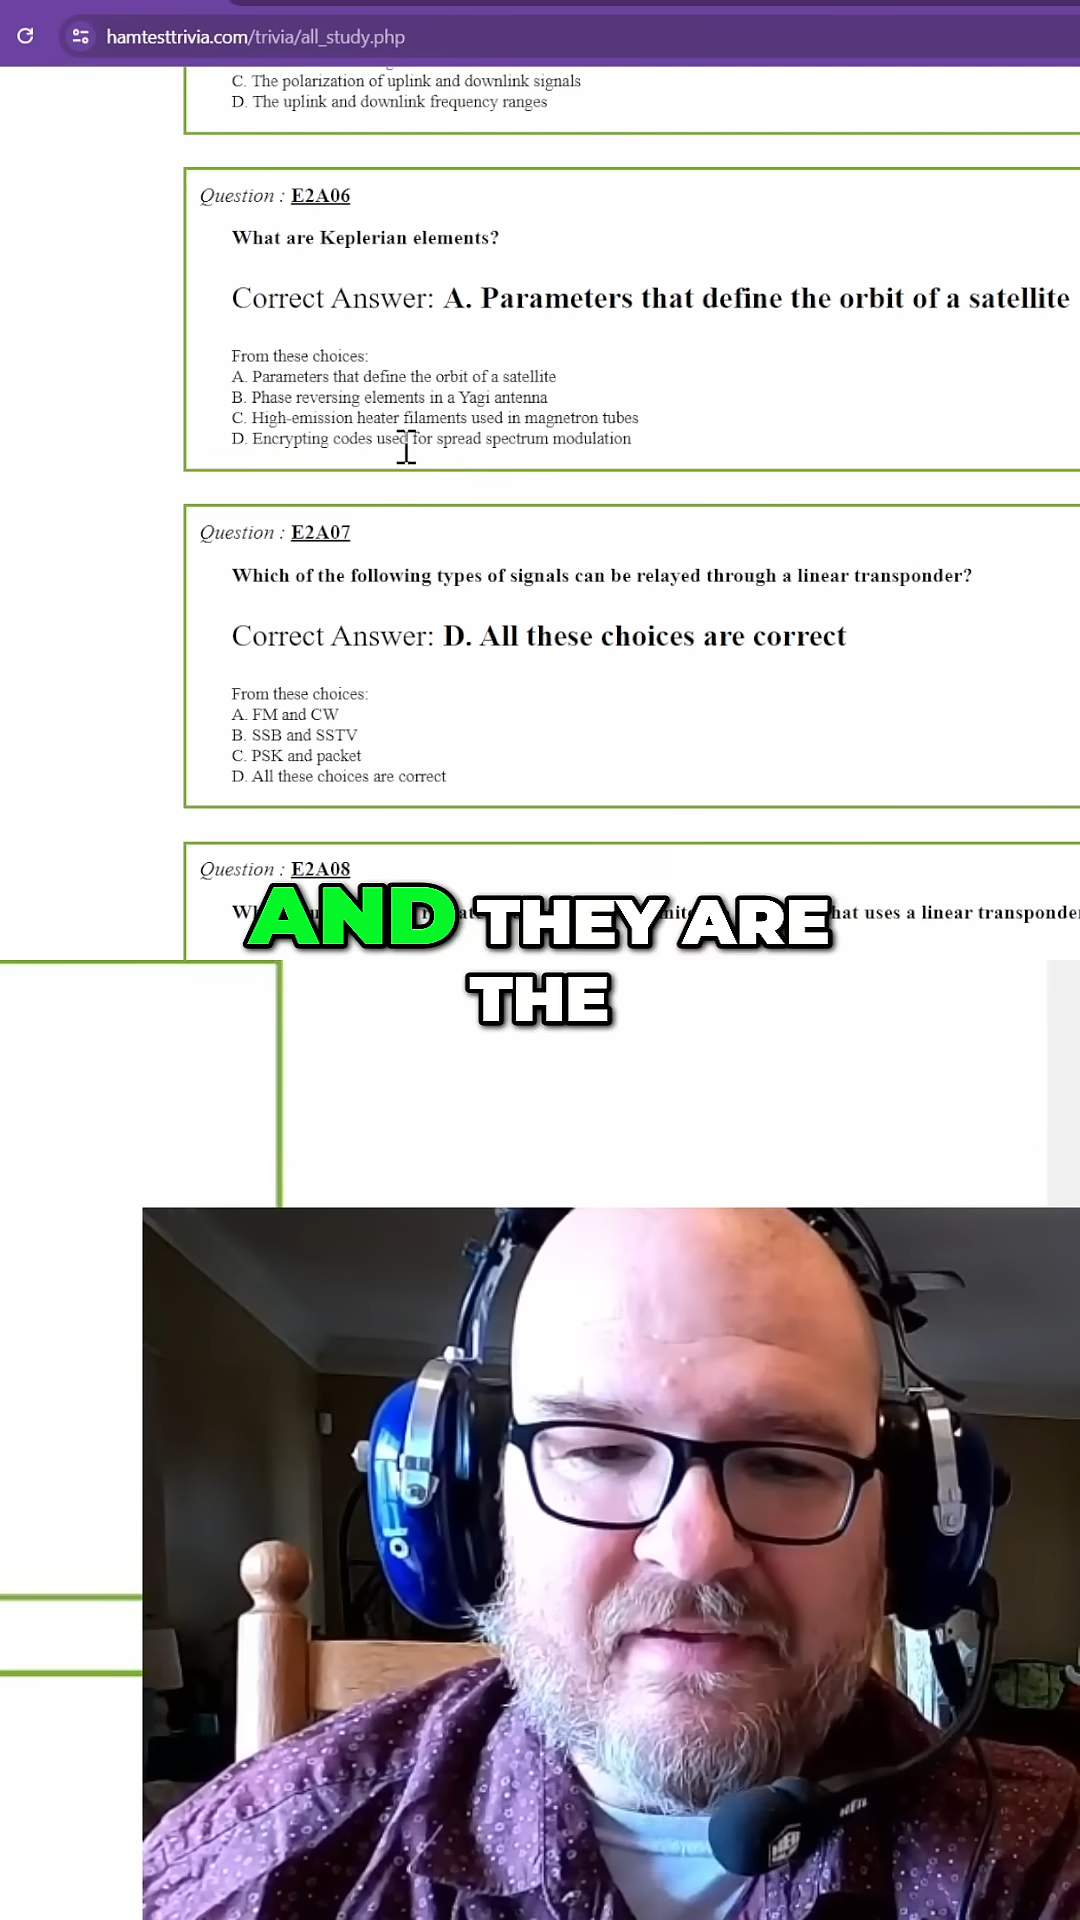 hamtesttrivia.com/trivia/all_study.php
C. The polarization of uplink and downlink signals
D. The uplink and downlink frequency ranges
Question : E2A06
What are Keplerian elements?
Correct Answer: A. Parameters that define the orbit of a satellite
From these choices:
A. Parameters that define the orbit of a satellite
B. Phase reversing elements in a Yagi antenna
C. High-emission heater filaments used in magnetron tubes
D. Encrypting codes used for spread spectrum modulation
Question : E2A07
Which of the following types of signals can be relayed through a linear transponder?
Correct Answer: D. All these choices are correct
From these choices:
A. FM and CW
B. SSB and SSTV
C. PSK and packet
D. All these choices are correct
Question : E2A08
uses a linear
AND THEY ARE
THE